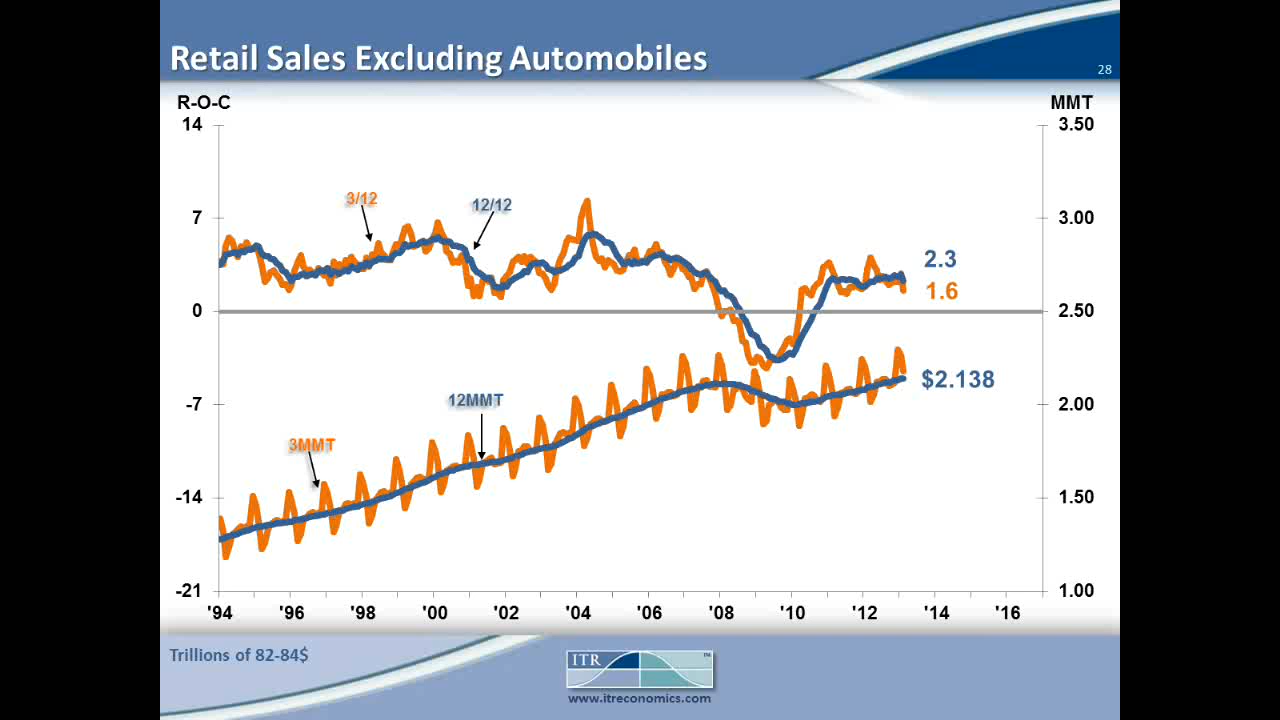 Retail Sales Excluding Automobiles
28
R-O-C
MMT
14
3.50
3/12
12/12
7
3.00
2.3
1.6
0
2.50
$2.138
12MMT
-7
2.00
3MMT
-14
1.50
-21
1.00
'94 '96 '98 '00 '02 '04 '06 '08 '10 '12 '14 '16
Trillions of 82-84$
ITR
TM
www.itreconomics.com